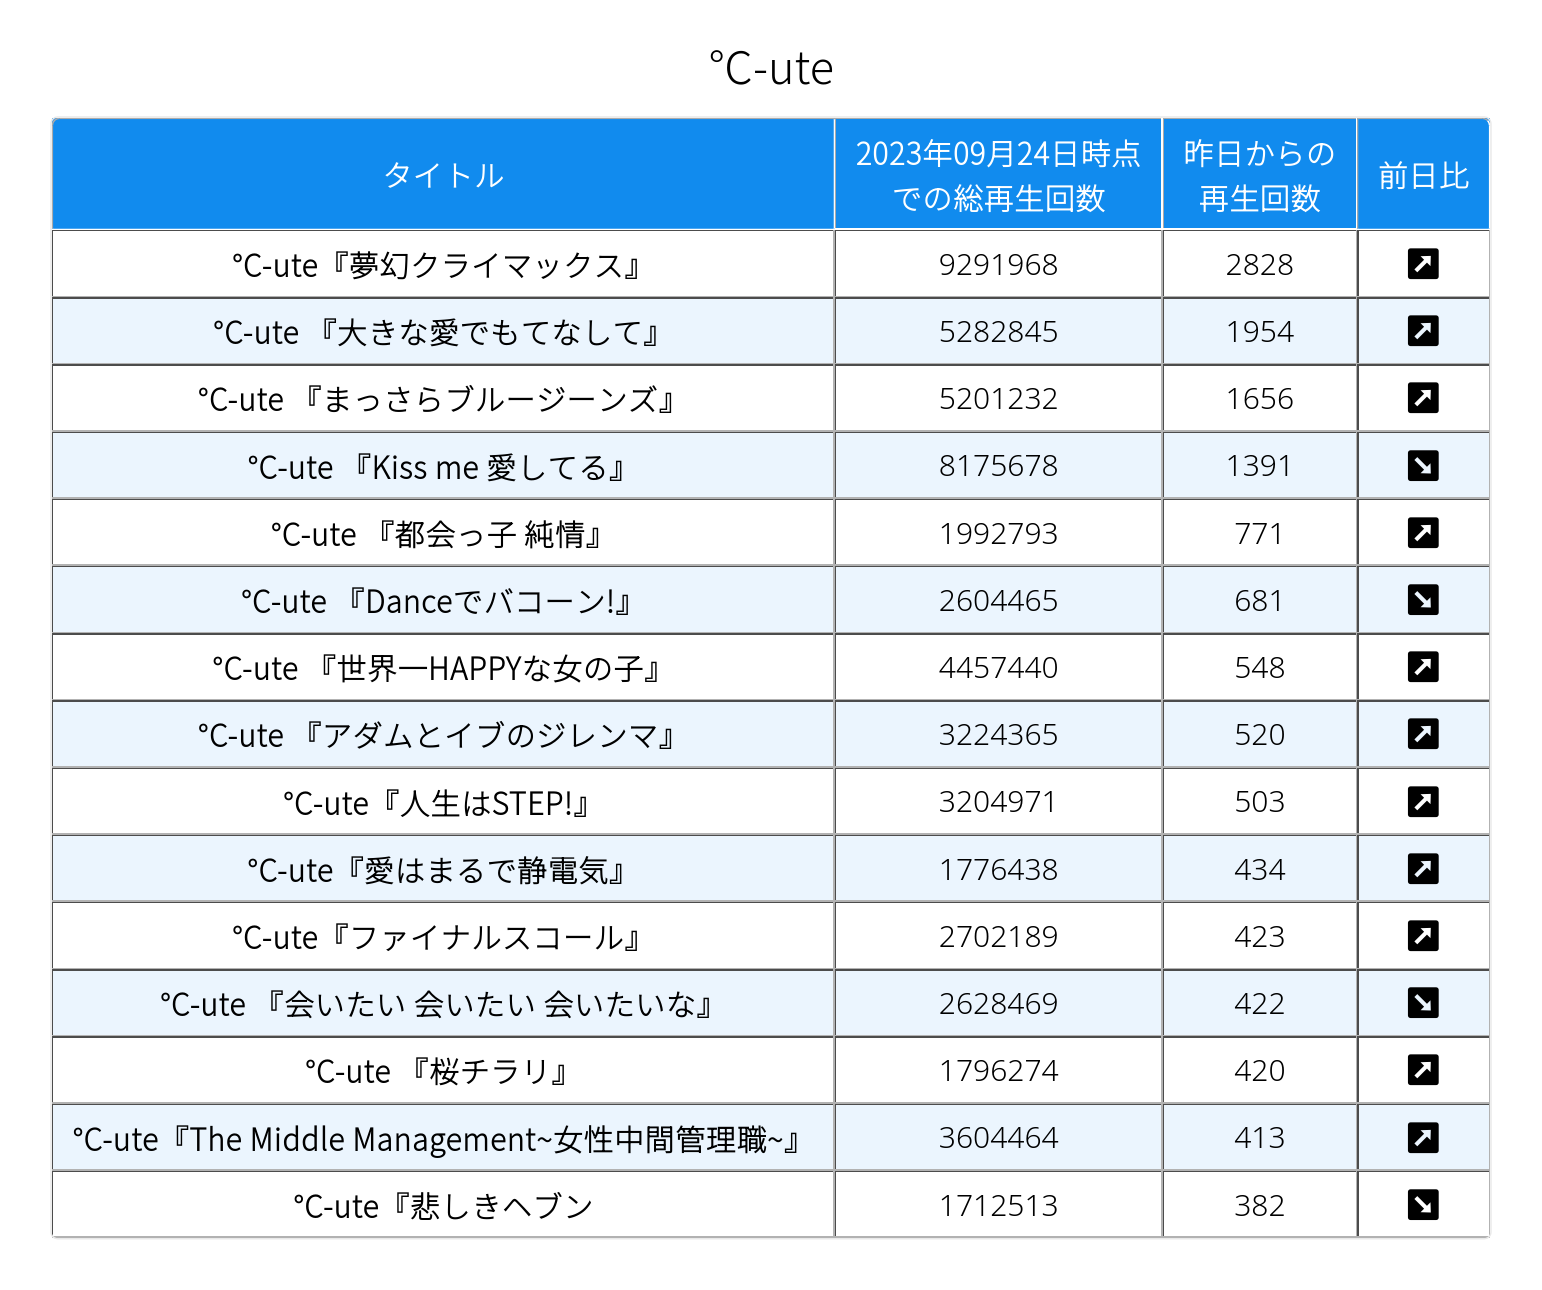 ℃-ute
タイトル
2023年09月24日時点
での総再生回数
昨日からの
再生回数
前日比
℃-ute『夢幻クライマックス』 9291968 2828 ↗
℃-ute 『大きな愛でもてなして』 5282845 1954 ↗
℃-ute 『まっさらブルージーンズ』 5201232 1656 ↗
℃-ute 『Kiss me 愛してる』 8175678 1391 ↘
℃-ute 『都会っ子 純情』 1992793 771 ↗
℃-ute 『Danceでバコーン!』 2604465 681 ↘
℃-ute 『世界一HAPPYな女の子』 4457440 548 ↗
℃-ute 『アダムとイブのジレンマ』 3224365 520 ↗
℃-ute『人生はSTEP!』 3204971 503 ↗
℃-ute『愛はまるで静電気』 1776438 434 ↗
℃-ute『ファイナルスコール』 2702189 423 ↗
℃-ute 『会いたい 会いたい 会いたいな』 2628469 422 ↘
℃-ute 『桜チラリ』 1796274 420 ↗
℃-ute『The Middle Management~女性中間管理職~』 3604464 413 ↗
℃-ute『悲しきヘブン 1712513 382 ↘